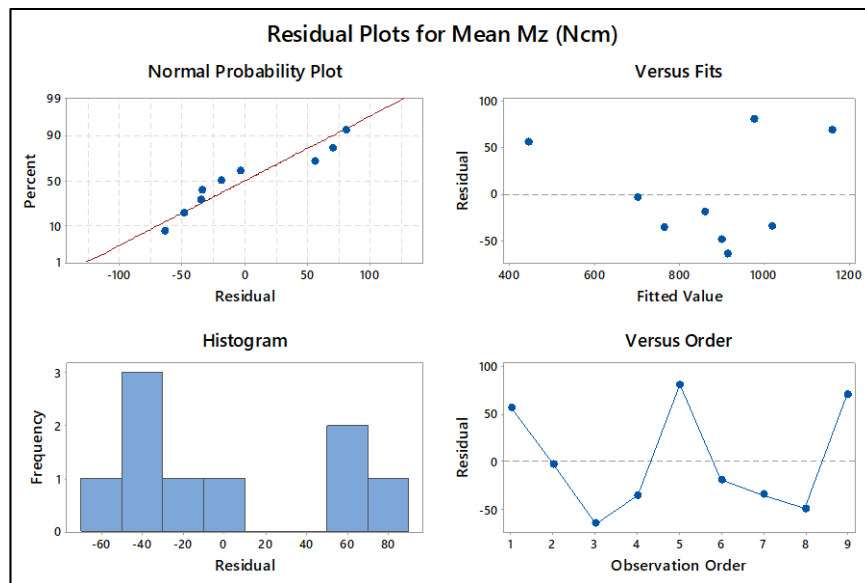 Residual Plots for Mean Mz (Ncm)
Normal Probability Plot
99
90
50
10
1
Percent
-100 -50 0 50 100
Residual
Versus Fits
100
50
0
-50
Residual
400 600 800 1000 1200
Fitted Value
Histogram
3
2
1
0
Frequency
-60 -40 -20 0 20 40 60 80
Residual
Versus Order
100
50
0
-50
Residual
1 2 3 4 5 6 7 8 9
Observation Order